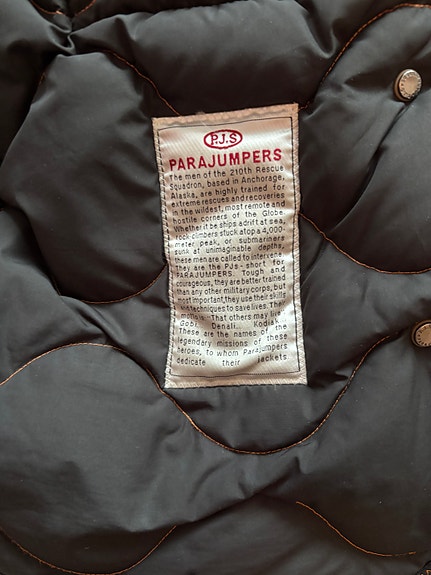 P.J.S
PARAJUMPERS
The men of the 210th Rescue
Squadron, based in Anchorage,
Alaska, are highly trained for
extreme rescues and recoveries
in the wildest, most remote and
hostile corners of the Globe.
Whether it be ships adrift at sea,
rock climbers stuck atop a 4,000-
meter peak, or submariners
sunk at unimaginable depths,
these men are called to intervene:
they are the PJs - short for
PARAJUMPERS. Tough and
courageous, they are better trained
than any other military corps, but
most important, they use their skills
and techniques to save lives. Their
motto is: That others may live.
Gobi, Denali... Kodiak...
These are the names of the
legendary missions of these
heroes, to whom Parajumpers
dedicate their jackets